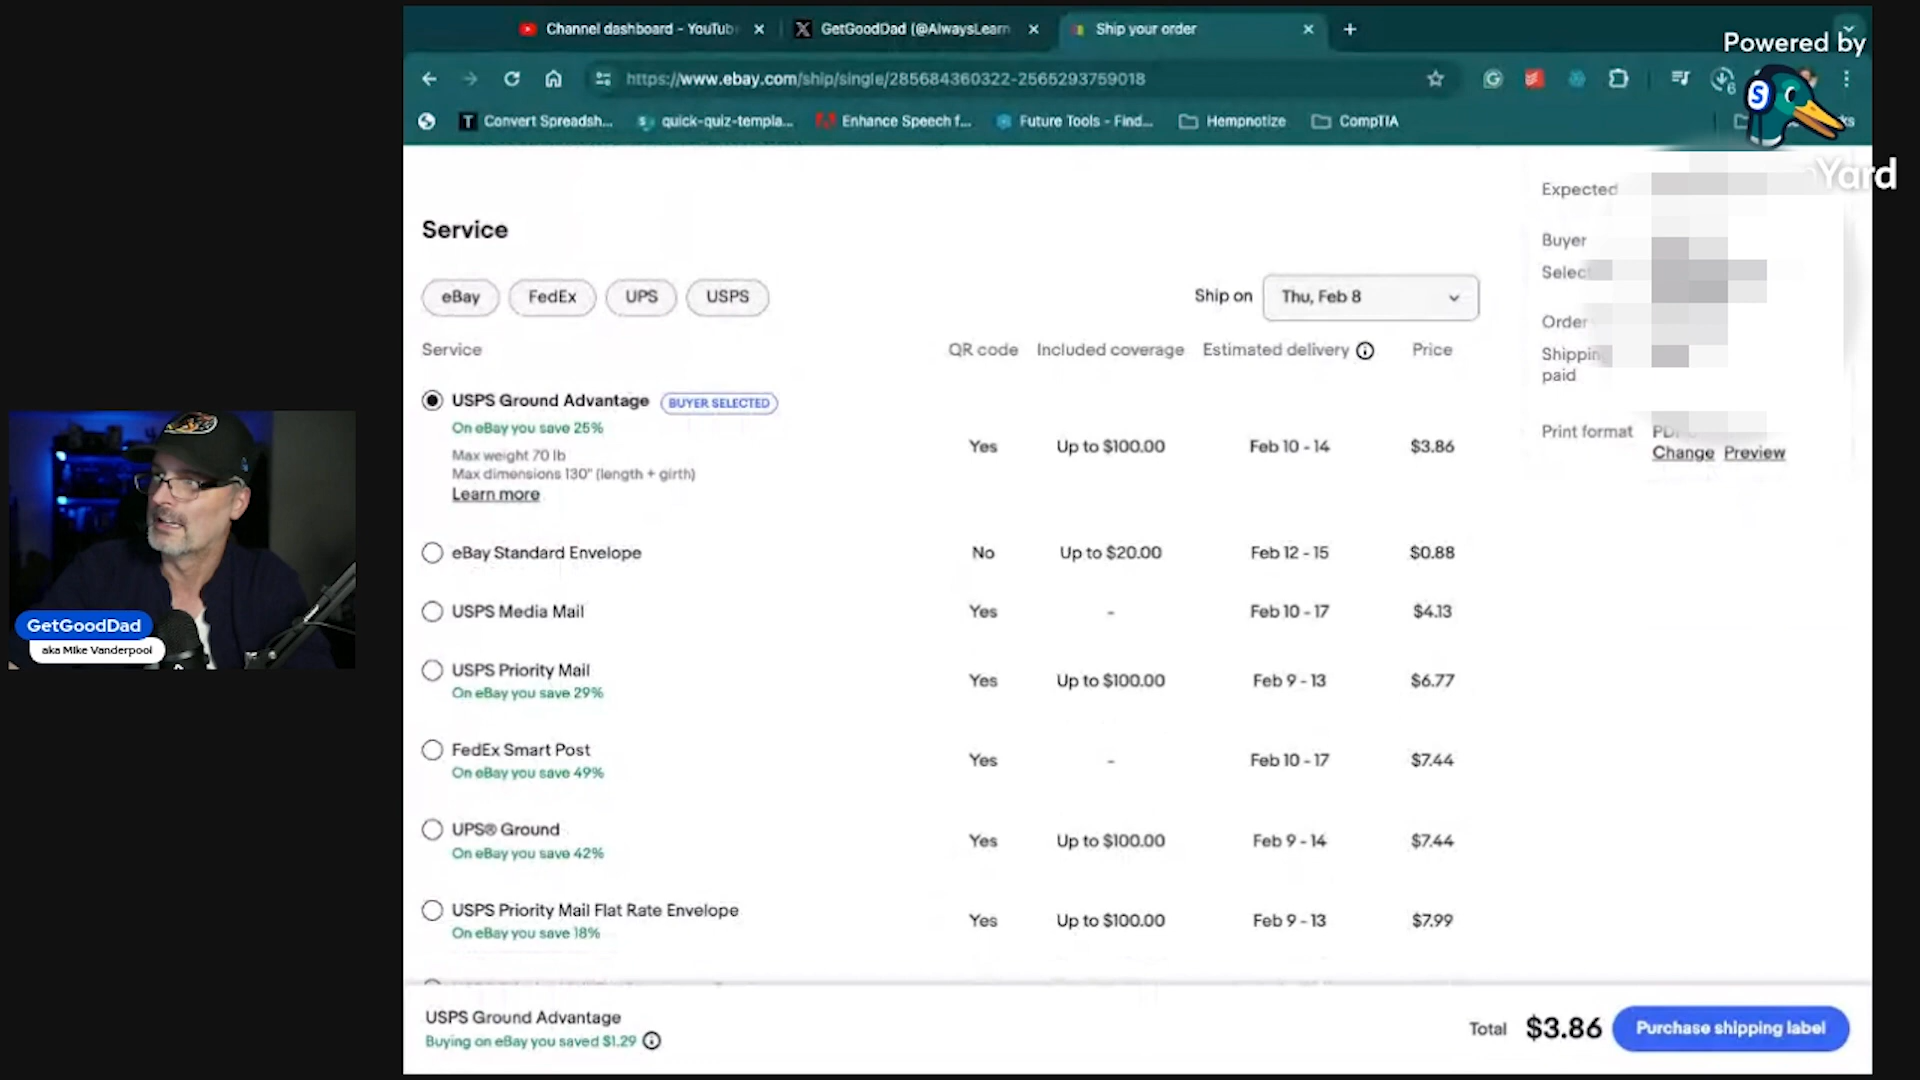 Channel dashboard - YouTub
GetGoodDad (@AlwaysLearn
Ship your order
Powered by
https://www.ebay.com/ship/single/285684360322-2565293759018
Convert Spreadsh...
quick-quiz-templa...
Enhance Speech f...
Future Tools - Find...
Hempnotize
CompTIA
Yard
Service
eBay
FedEx
UPS
USPS
Ship on
Thu, Feb 8
Service
QR code
Included coverage
Estimated delivery
Price
USPS Ground Advantage
BUYER SELECTED
On eBay you save 25%
Max weight 70 lb
Max dimensions 130" (length + girth)
Learn more
Yes
Up to $100.00
Feb 10 - 14
$3.86
eBay Standard Envelope
No
Up to $20.00
Feb 12 - 15
$0.88
USPS Media Mail
Yes
-
Feb 10 - 17
$4.13
USPS Priority Mail
On eBay you save 29%
Yes
Up to $100.00
Feb 9 - 13
$6.77
FedEx Smart Post
On eBay you save 49%
Yes
-
Feb 10 - 17
$7.44
UPS® Ground
On eBay you save 42%
Yes
Up to $100.00
Feb 9 - 14
$7.44
USPS Priority Mail Flat Rate Envelope
On eBay you save 18%
Yes
Up to $100.00
Feb 9 - 13
$7.99
USPS Ground Advantage
Buying on eBay you saved $1.29
Total
$3.86
Purchase shipping label
Expected
Buyer
Selec
Order
Shippin
paid
Print format
Change
Preview
GetGoodDad
aka Mike Vanderpool